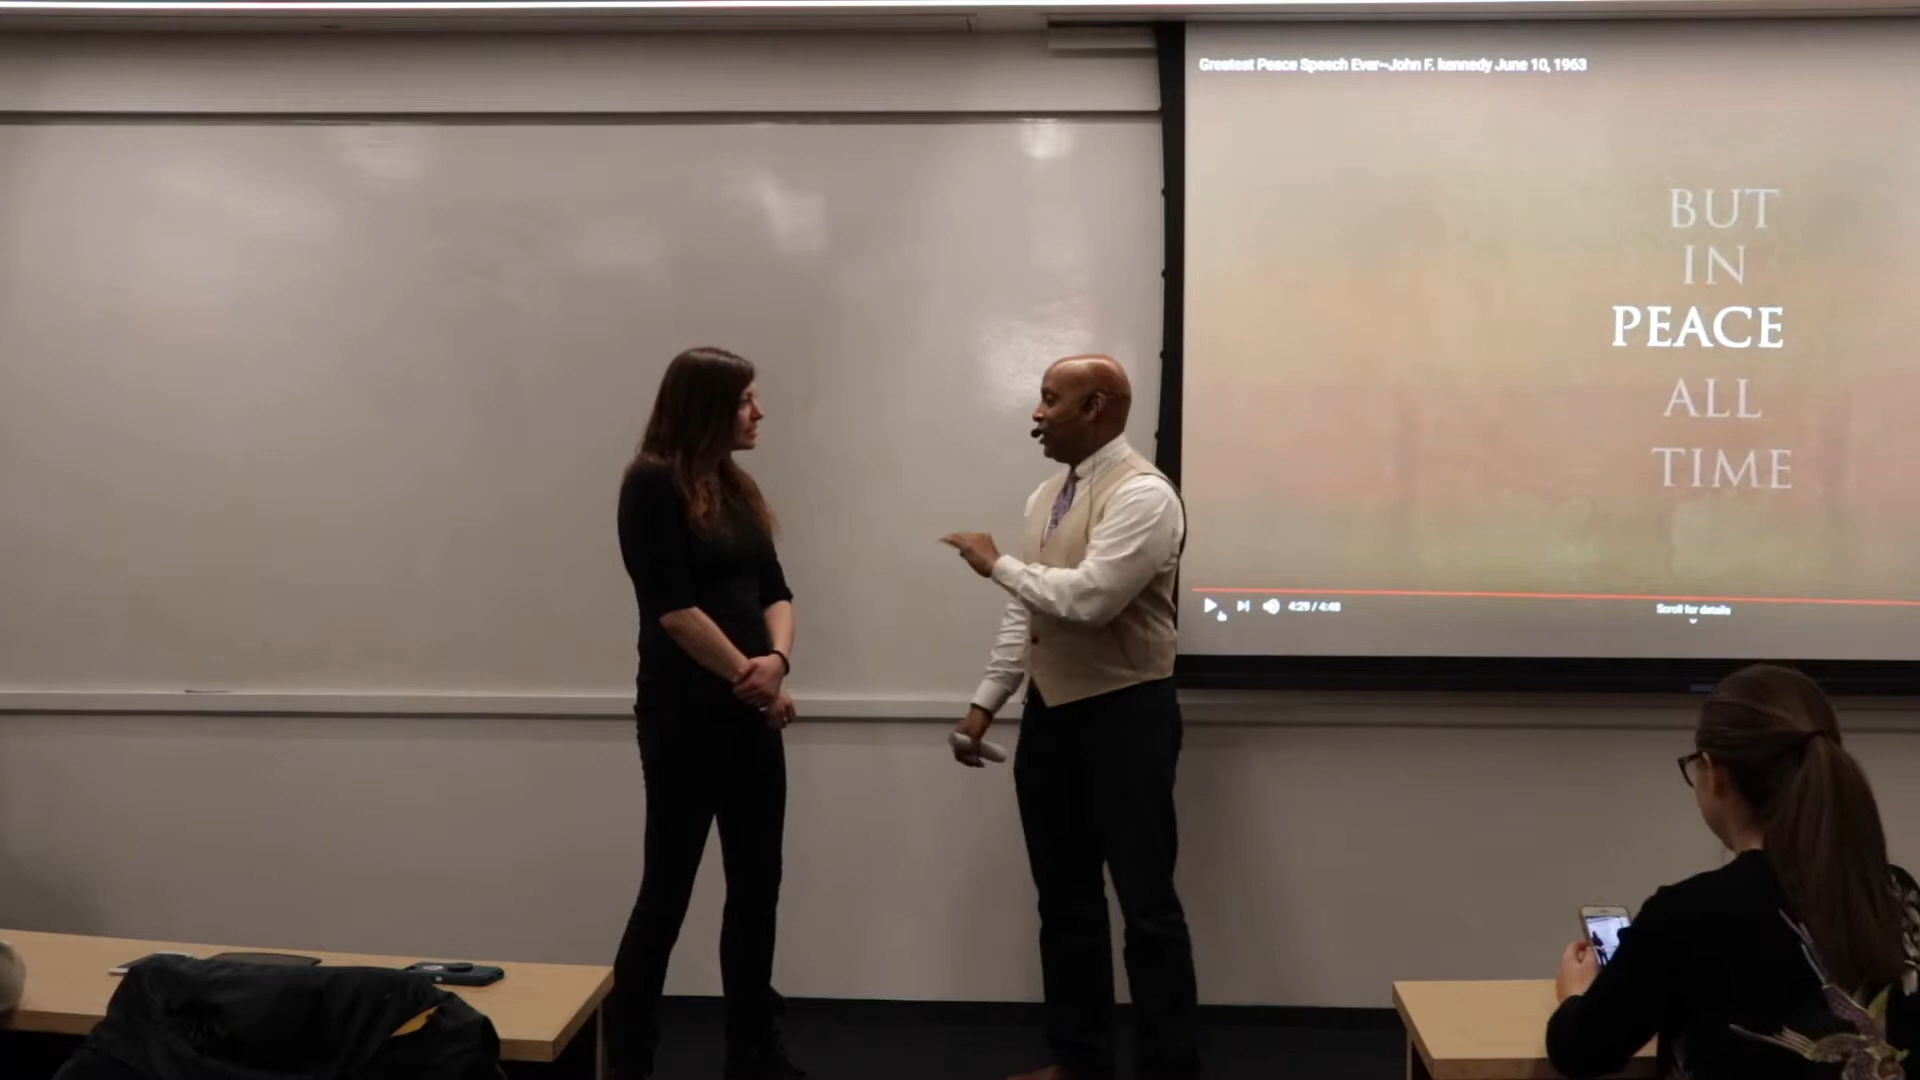 Greatest Peace Speech Ever--John F. kennedy June 10, 1963
BUT
IN
PEACE
ALL
TIME
4:29 / 4:48
Scroll for details